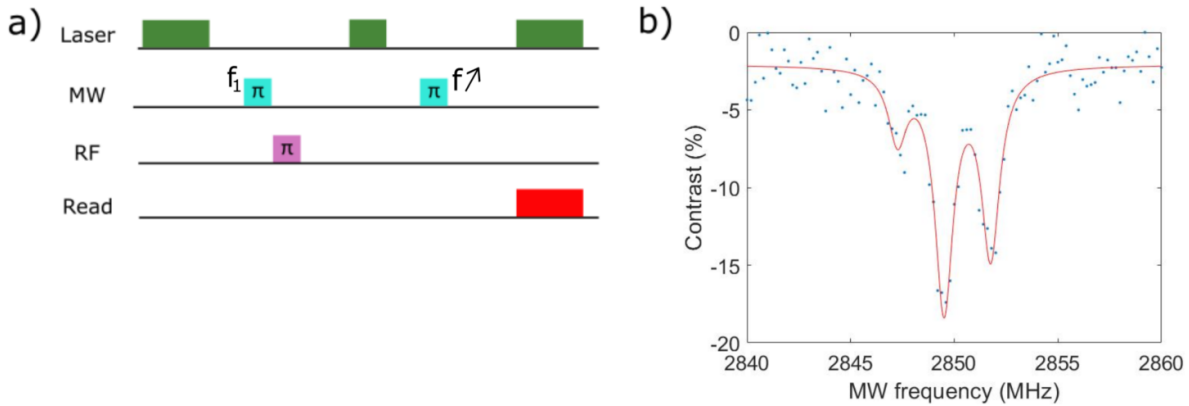 a)
Laser
f₁ f↗
MW π π
RF π
Read
b)
0
-5
-10
-15
-20
Contrast (%)
2840 2845 2850 2855 2860
MW frequency (MHz)